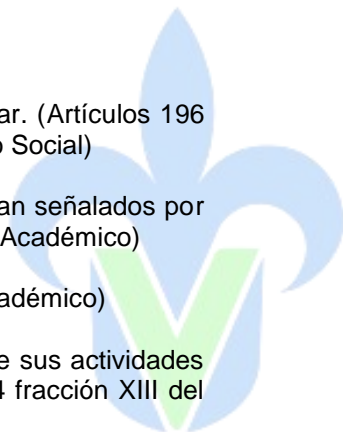 ar. (Artículos 196
o Social)
an señalados por
Académico)
adémico)
e sus actividades
4 fracción XIII del